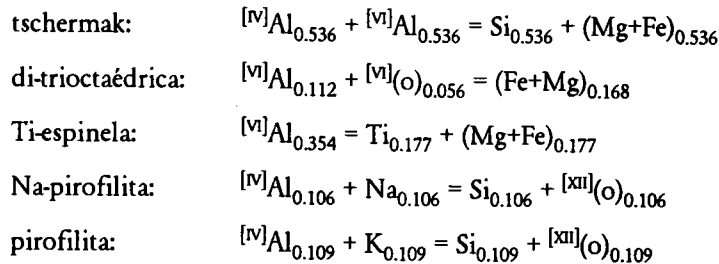 tschermak: [IV]Al0.536 + [VI]Al0.536 = Si0.536 + (Mg+Fe)0.536
di-trioctaédrica: [VI]Al0.112 + [VI](o)0.056 = (Fe+Mg)0.168
Ti-espinela: [VI]Al0.354 = Ti0.177 + (Mg+Fe)0.177
Na-pirofilita: [IV]Al0.106 + Na0.106 = Si0.106 + [XII](o)0.106
pirofilita: [IV]Al0.109 + K0.109 = Si0.109 + [XII](o)0.109